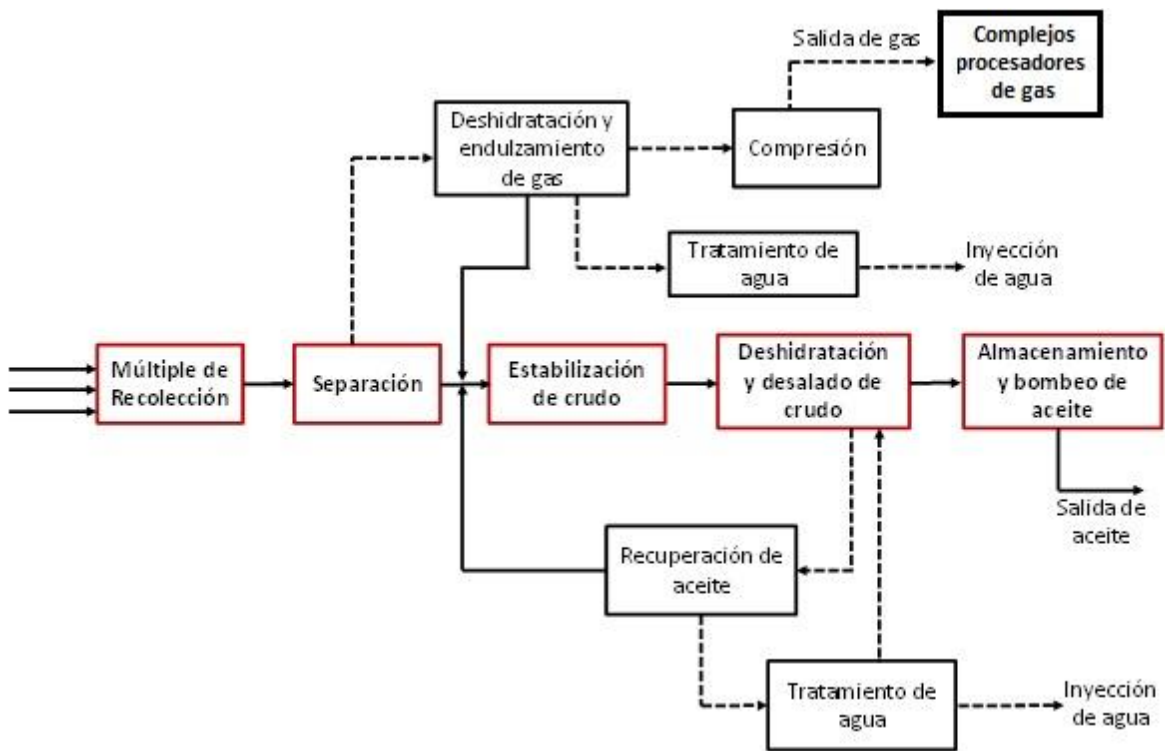 Salida de gas
Complejos
procesadores
de gas
Deshidratación y
endulzamiento
de gas
Compresión
Tratamiento de
agua
Inyección
de agua
Múltiple de
Recolección
Separación
Estabilización
de crudo
Deshidratación
y desalado de
crudo
Almacenamiento
y bombeo de
aceite
Salida de
aceite
Recuperación de
aceite
Tratamiento de
agua
Inyección
de agua